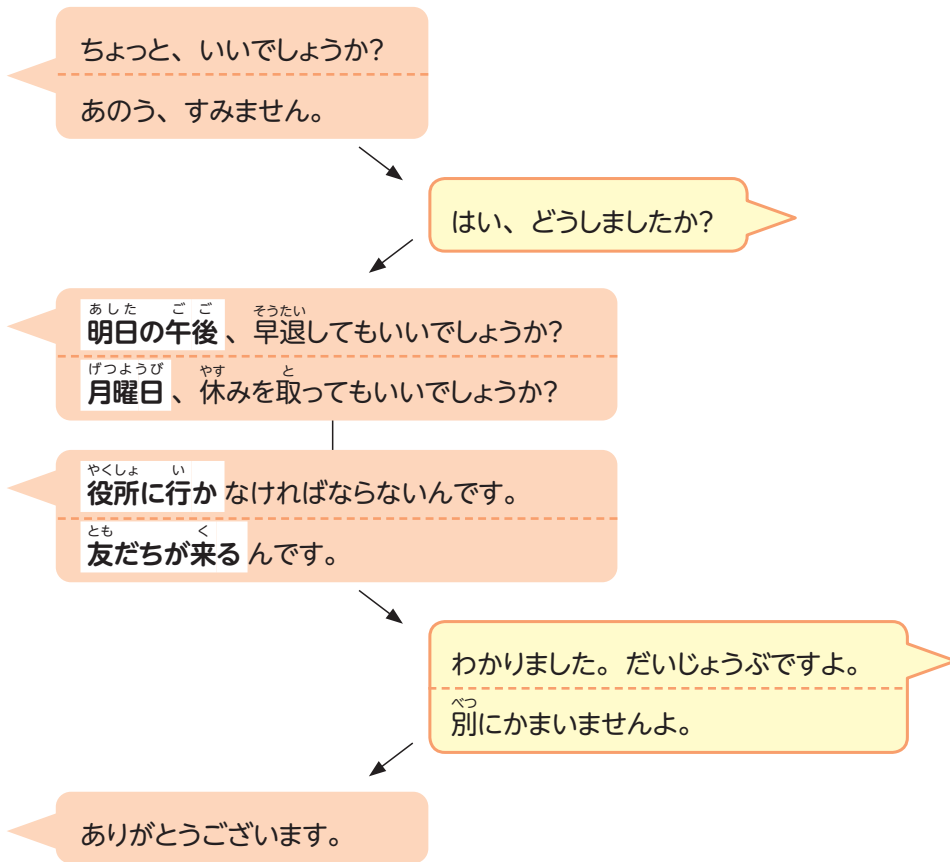 ちょっと、いいでしょうか?
あのう、すみません。
はい、どうしましたか?
あした ご ご そうたい
明日の午後、早退してもいいでしょうか?
げつようび やす と
月曜日、休みを取ってもいいでしょうか?
やくしょ い
役所に行かなければならないんです。
とも く
友だちが来るんです。
わかりました。だいじょうぶですよ。
べつ
別にかまいませんよ。
ありがとうございます。